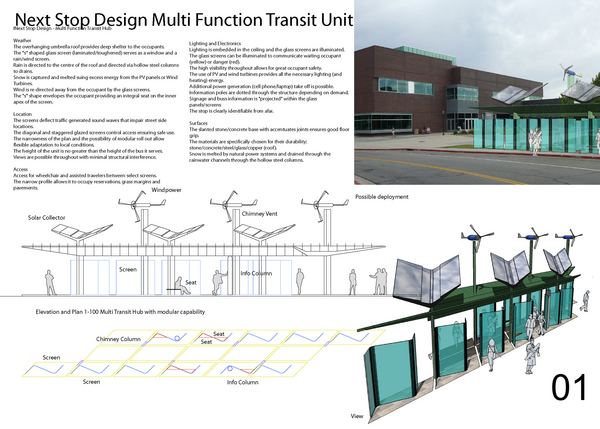 Next Stop Design Multi Function Transit Unit
Next Stop Design - Multi Function Transit Hub
Weather
The overhanging umbrella roof provides deep shelter to the occupants.
The "s" shaped glass screen (laminated/toughened) serves as a window and a
rain/wind screen.
Rain is directed to the centre of the roof and directed via hollow steel columns
to drains.
Snow is captured and melted suing excess energy from the PV panels or Wind
Turbines.
Wind is re directed away from the occupant by the glass screens.
The "s" shape envelopes the occupant providing an integral seat on the inner
apex of the screen.
Location
The screens deflect traffic generated sound waves that impair street side
locations.
The diagonal and staggered glazed screens control access ensuring safe use.
The narrowness of the plan and the possibility of modular roll out allow
flexible adaptation to local conditions.
The height of the unit is no greater than the height of the bus it serves.
Views are possible throughout with minimal structural interference.
Access
Access for wheelchair and assisted travelers between select screens.
The narrow profile allows it to occupy reservations, grass margins and
pavements.
Lighting and Electronics
Lighting is embedded in the ceiling and the glass screens are illuminated.
The glass screens can be illuminated to communicate waiting occupant
(yellow) or danger (red).
The high visibility throughout allows for great occupant safety.
The use of PV and wind turbines provides all the necessary lighting (and
heating) energy.
Additional power generation (cell phone/laptop) take off is possible.
Information poles are dotted through the structure depending on demand.
Signage and buss information is "projected" within the glass
panels/screens
The stop is clearly identifiable from afar.
Surfaces
The slanted stone/concrete base with accentuates joints ensures good floor
grip.
The materials are specifically chosen for their durability:
stone/concrete/steel/glass/copper (roof).
Snow is melted by natural power systems and drained through the
rainwater channels through the hollow steel columns.
Possible deployment
Windpower
Solar Collector
Chimney Vent
Screen
Seat
Info Column
Elevation and Plan 1-100 Multi Transit Hub with modular capability
Chimney Column
Seat
Seat
Screen
Screen
Info Column
View
01